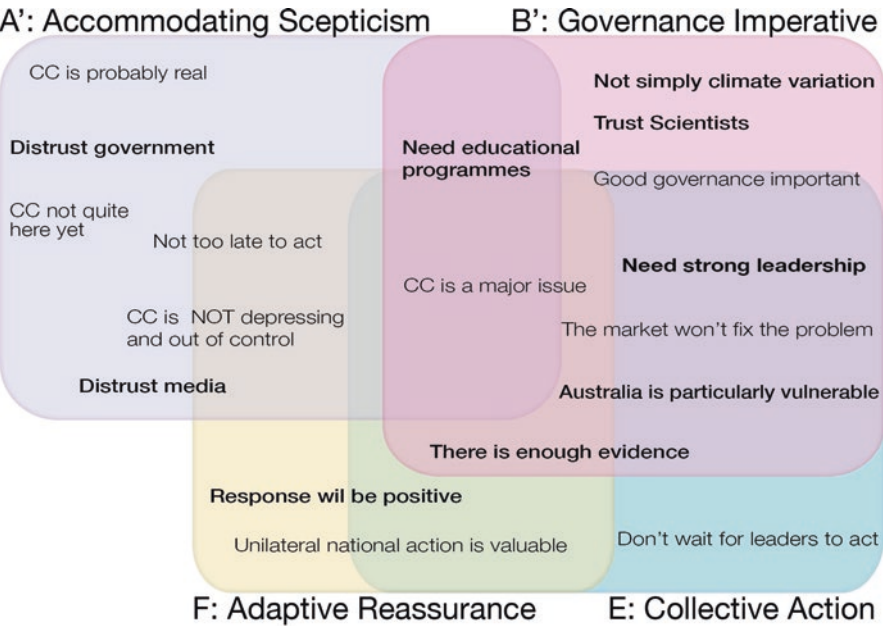 A’: Accommodating Scepticism
B’: Governance Imperative
CC is probably real
Distrust government
CC not quite
here yet
Not too late to act
CC is NOT depressing
and out of control
Distrust media
Need educational
programmes
CC is a major issue
Not simply climate variation
Trust Scientists
Good governance important
Need strong leadership
The market won’t fix the problem
Australia is particularly vulnerable
There is enough evidence
Response wil be positive
Unilateral national action is valuable
Don’t wait for leaders to act
F: Adaptive Reassurance
E: Collective Action